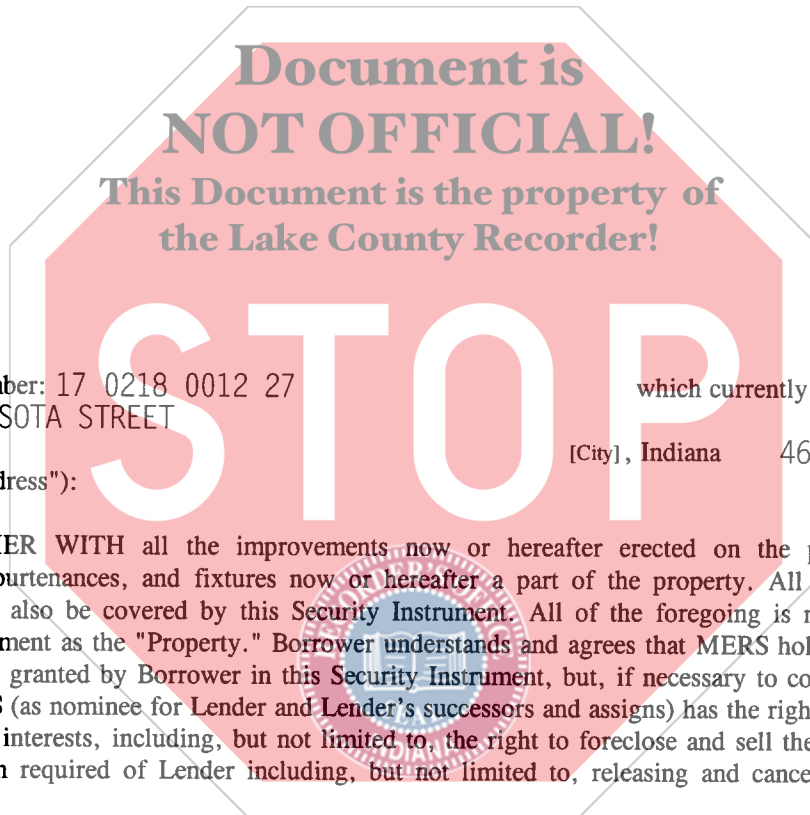 Document is
NOT OFFICIAL!
This Document is the property of
the Lake County Recorder!
STOP
ber: 17 0218 0012 27 which currently
SOTA STREET
[City], Indiana 46
dress"):
ER WITH all the improvements now or hereafter erected on the
purtenances, and fixtures now or hereafter a part of the property. All
also be covered by this Security Instrument. All of the foregoing is
ment as the "Property." Borrower understands and agrees that MERS hol
granted by Borrower in this Security Instrument, but, if necessary to co
S (as nominee for Lender and Lender's successors and assigns) has the righ
interests, including, but not limited to, the right to foreclose and sell the
n required of Lender including, but not limited to, releasing and cance
RECORDER'S OFFICE
SEAL
INDIANA